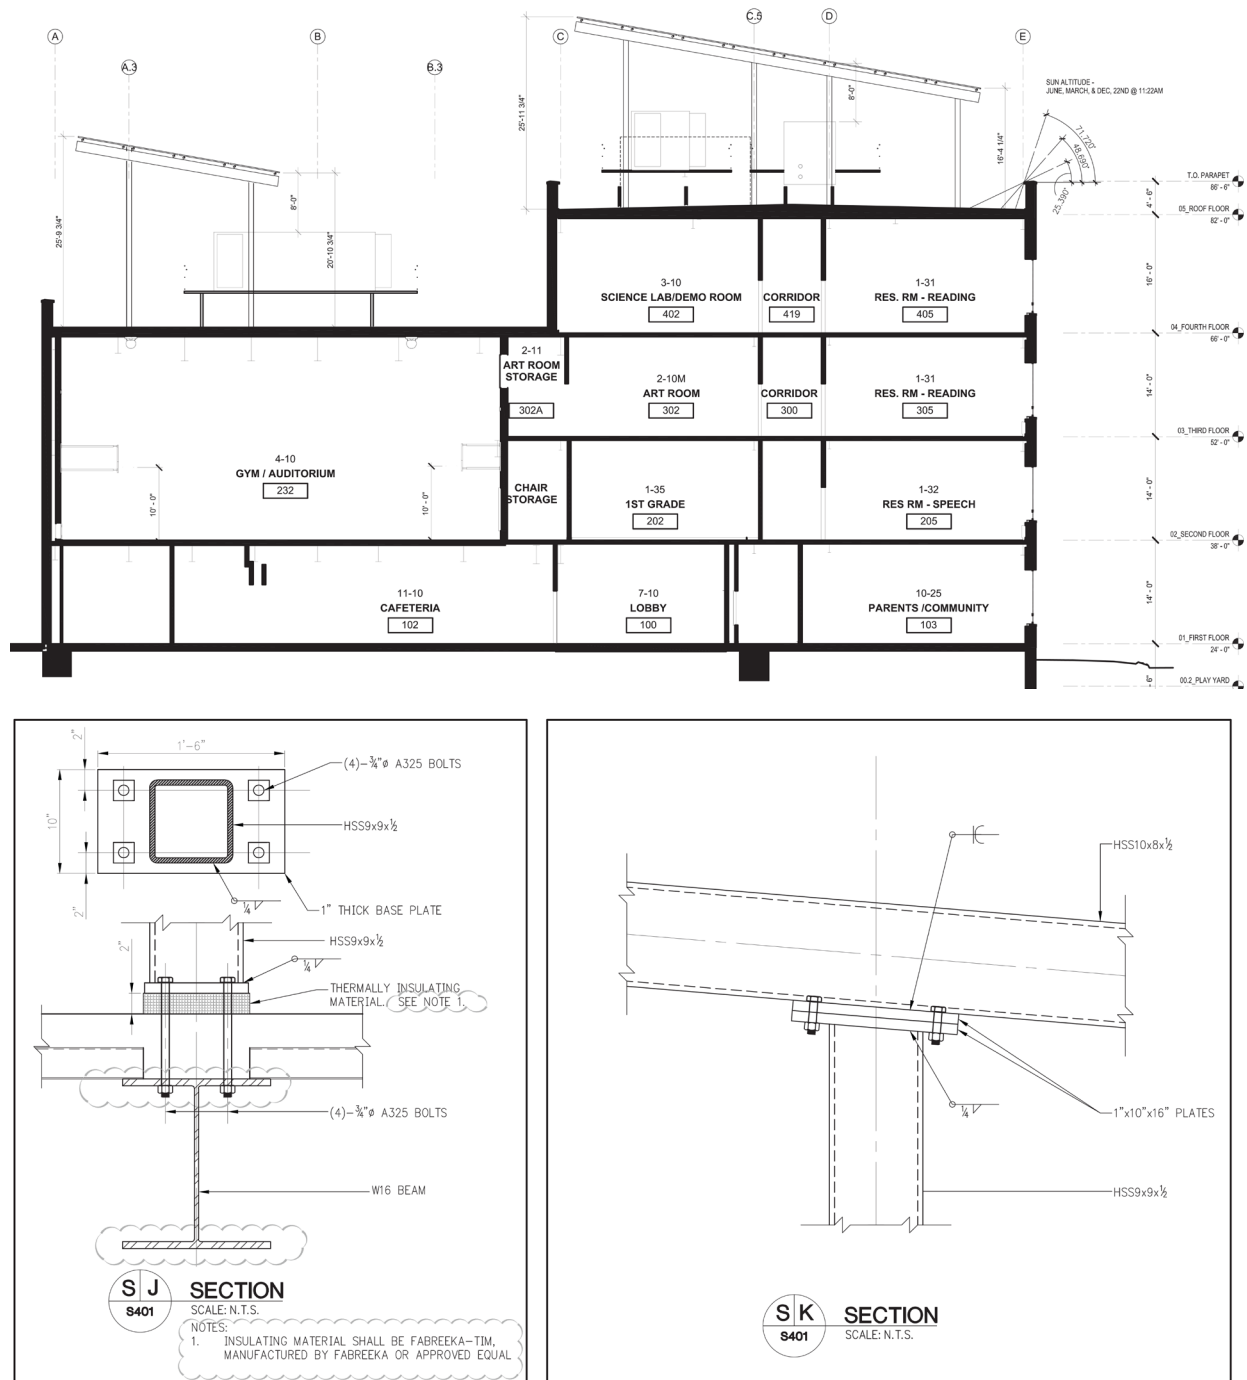 A
B
C
C.5
D
E
A.3
B.3
SUN ALTITUDE -
JUNE, MARCH, & DEC, 22ND @ 11:22AM
71.720°
48.690°
25.390°
25'-11 3/4"
8'-0"
16'-4 1/4"
25'-9 3/4"
8'-0"
20'-10 3/4"
T.O. PARAPET
86' - 6"
4' - 6"
05_ROOF FLOOR
82' - 0"
16' - 0"
3-10
SCIENCE LAB/DEMO ROOM
402
CORRIDOR
419
1-31
RES. RM - READING
405
04_FOURTH FLOOR
66' - 0"
14' - 0"
2-11
ART ROOM
STORAGE
302A
2-10M
ART ROOM
302
CORRIDOR
300
1-31
RES. RM - READING
305
03_THIRD FLOOR
52' - 0"
14' - 0"
4-10
GYM / AUDITORIUM
232
10' - 0"
10' - 0"
CHAIR
STORAGE
1-35
1ST GRADE
202
1-32
RES RM - SPEECH
205
02_SECOND FLOOR
38' - 0"
14' - 0"
11-10
CAFETERIA
102
7-10
LOBBY
100
10-25
PARENTS /COMMUNITY
103
01_FIRST FLOOR
24' - 0"
- 6"
00.2_PLAY YARD
2"
1'-6"
10"
2"
(4)-¾"ø A325 BOLTS
HSS9x9x½
¼
1" THICK BASE PLATE
HSS9x9x½
2"
¼
THERMALLY INSULATING
MATERIAL. SEE NOTE 1.
(4)-¾"ø A325 BOLTS
W16 BEAM
S J
S401
SECTION
SCALE: N.T.S.
NOTES:
1. INSULATING MATERIAL SHALL BE FABREEKA-TIM,
MANUFACTURED BY FABREEKA OR APPROVED EQUAL
HSS10x8x½
¼
1"x10"x16" PLATES
HSS9x9x½
S K
S401
SECTION
SCALE: N.T.S.